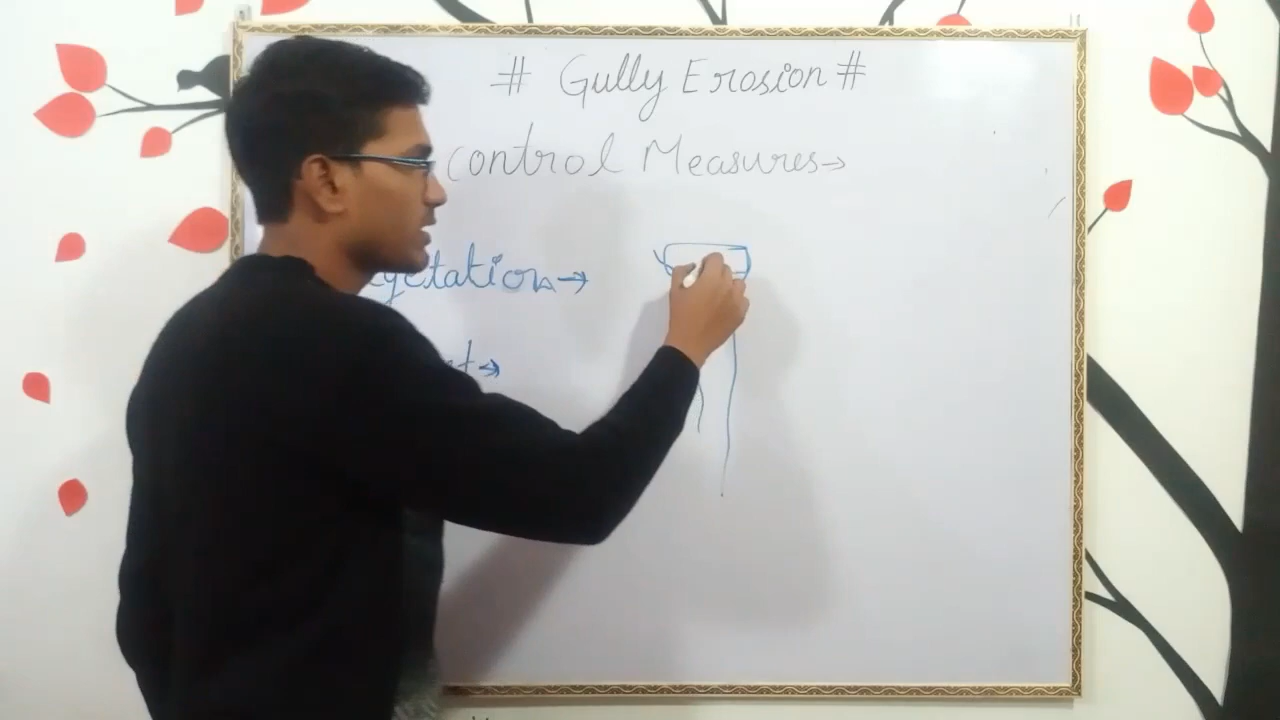 # Gully Erosion #
Control Measures→
getation→
t→